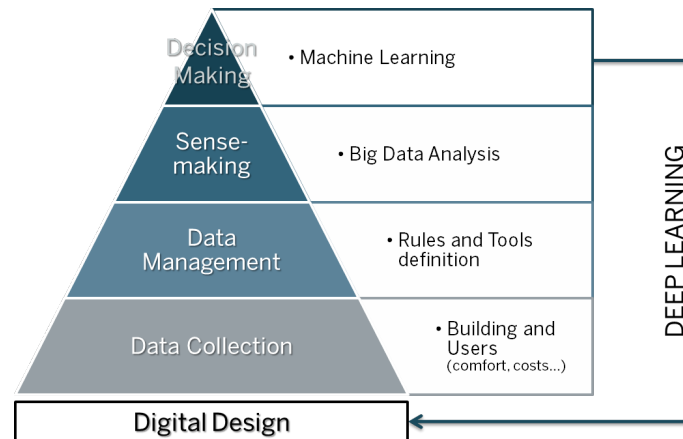 Decision
Making
• Machine Learning
Sense-
making
• Big Data Analysis
Data
Management
• Rules and Tools
definition
Data Collection
• Building and
Users
(comfort, costs...)
DEEP LEARNING
Digital Design